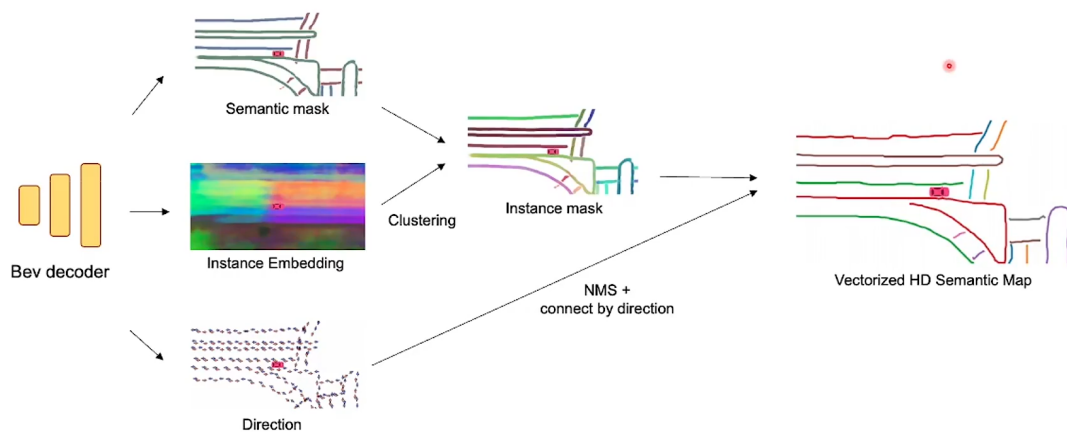 Semantic mask
Bev decoder
Instance Embedding
Clustering
Instance mask
NMS +
connect by direction
Vectorized HD Semantic Map
Direction